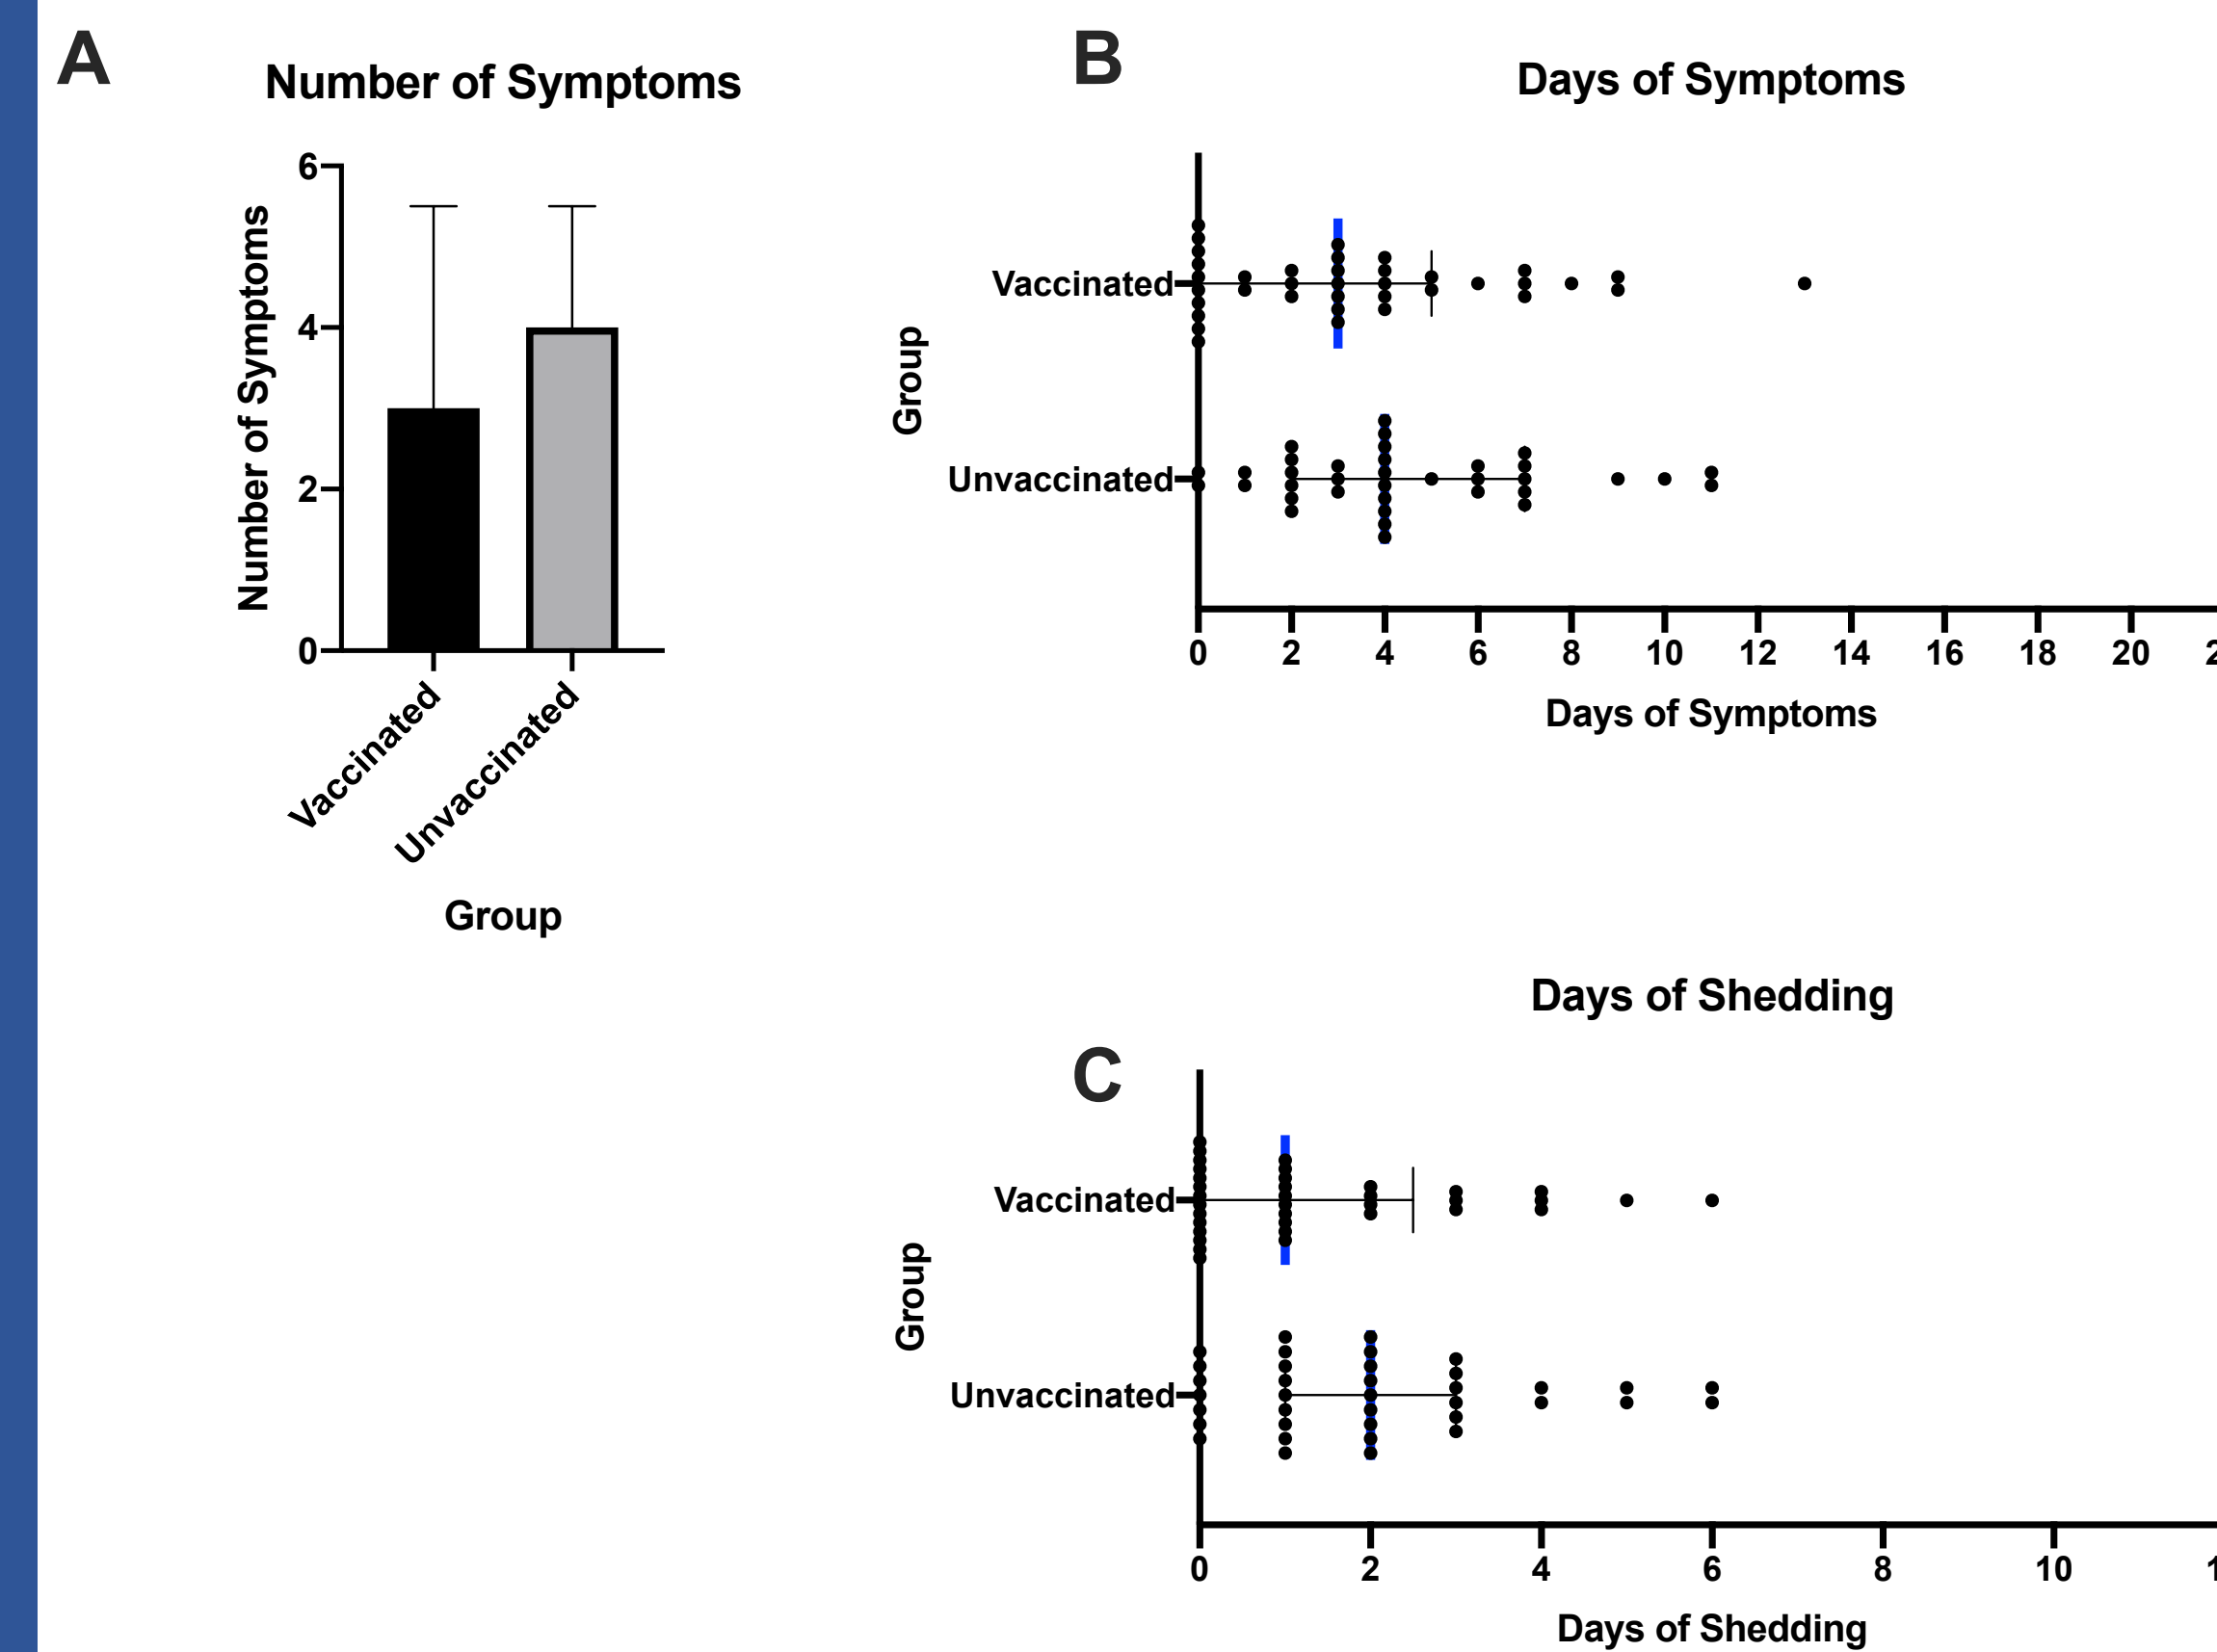 A
Number of Symptoms
6
4
2
0
Number of Symptoms
Vaccinated
Unvaccinated
Group
B
Days of Symptoms
Group
Vaccinated
Unvaccinated
0 2 4 6 8 10 12 14 16 18 20
Days of Symptoms
Days of Shedding
C
Group
Vaccinated
Unvaccinated
0 2 4 6 8 10
Days of Shedding